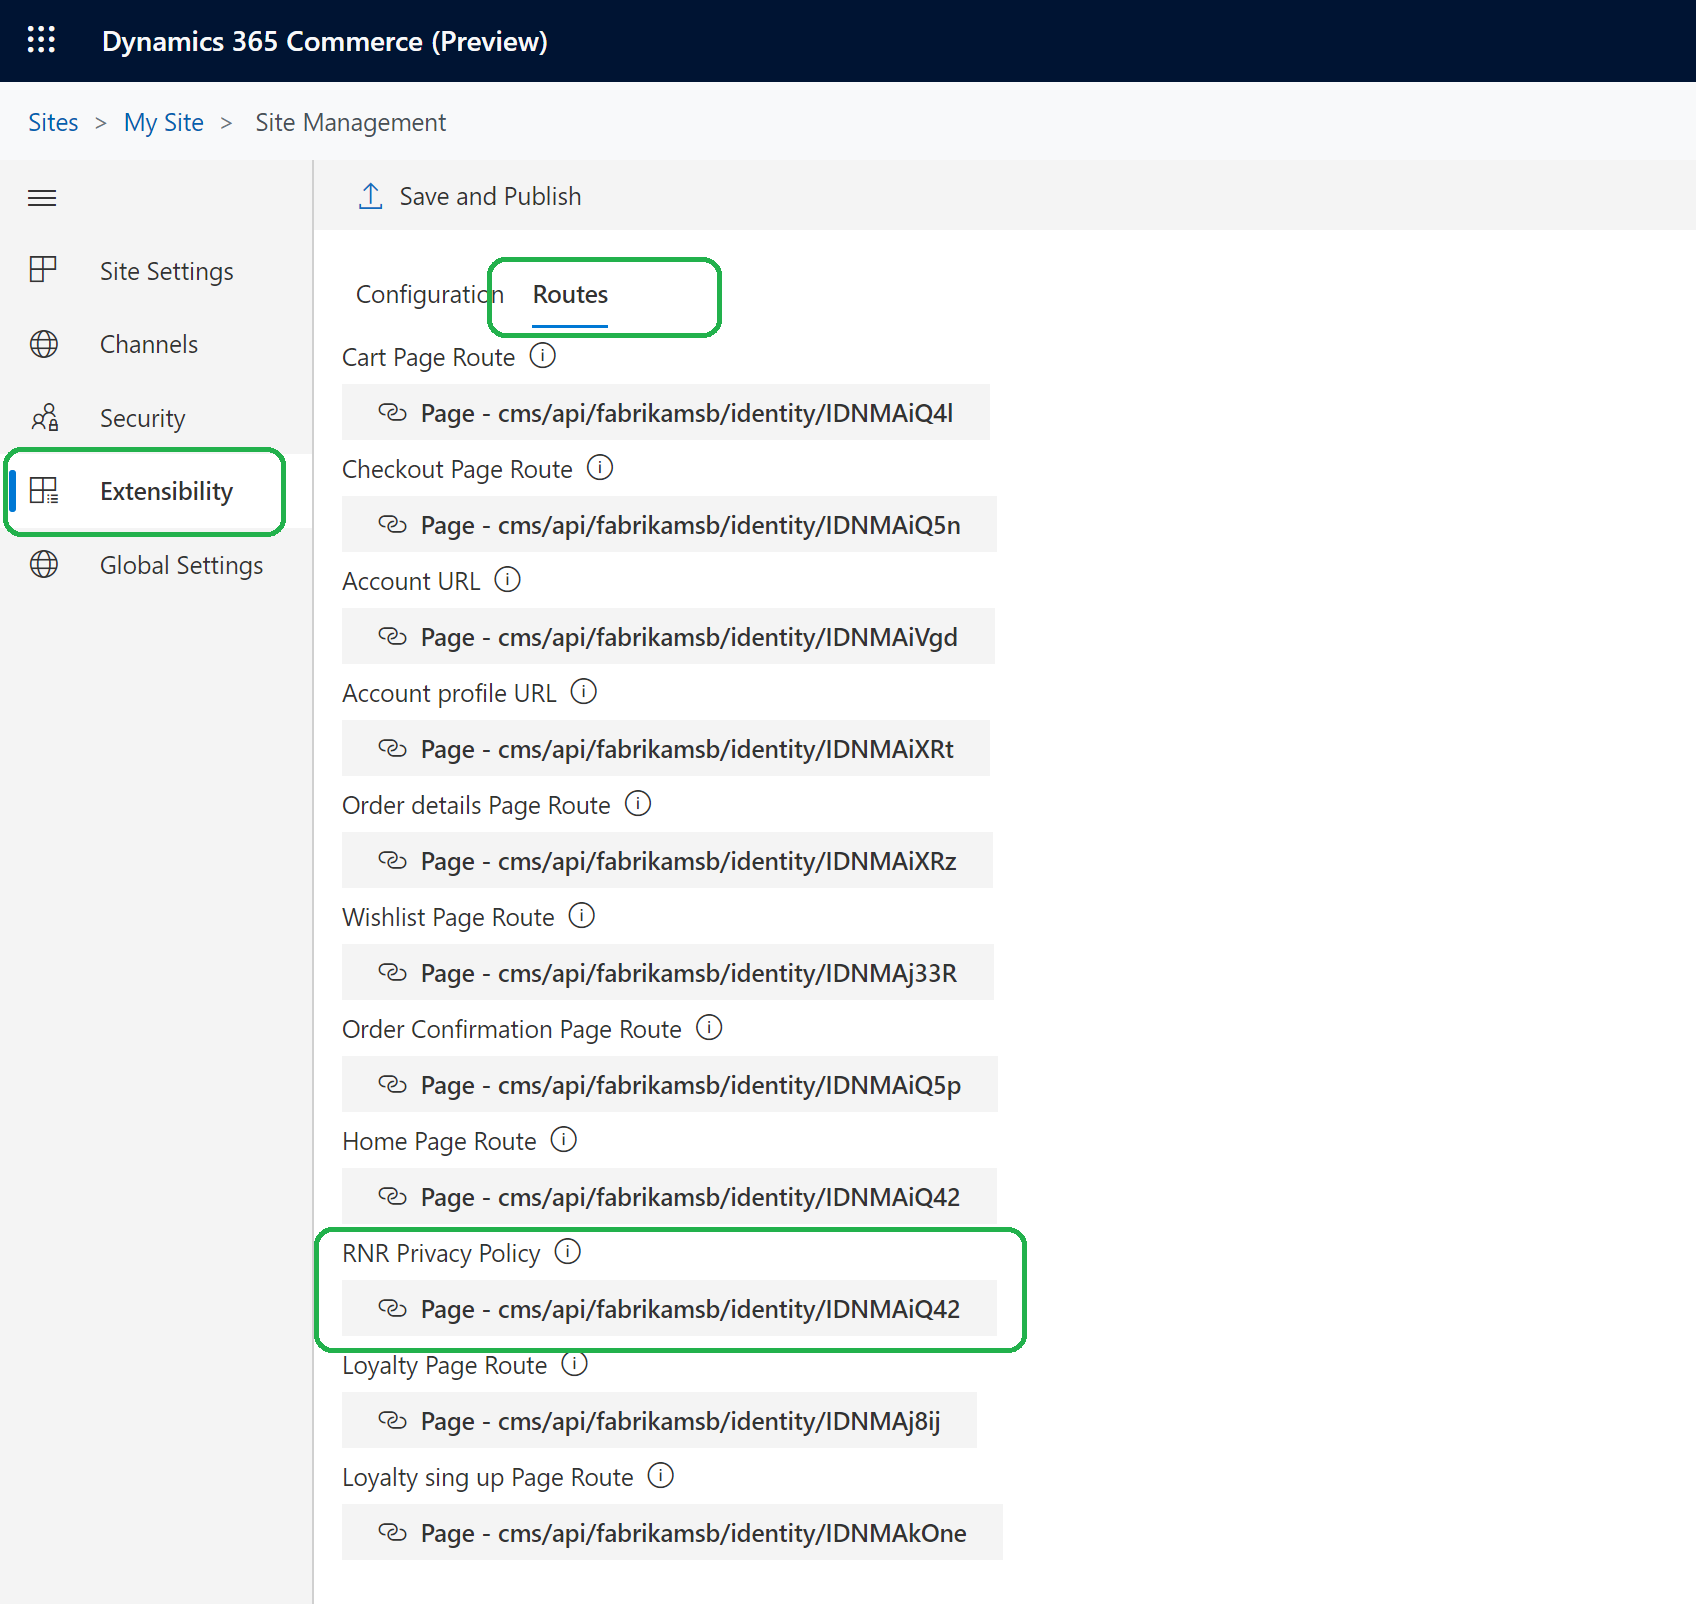 Dynamics 365 Commerce (Preview)
Sites > My Site > Site Management
Save and Publish
Site Settings
Channels
Security
Extensibility
Global Settings
Configuration Routes
Cart Page Route
Page - cms/api/fabrikamsb/identity/IDNMAiQ4l
Checkout Page Route
Page - cms/api/fabrikamsb/identity/IDNMAiQ5n
Account URL
Page - cms/api/fabrikamsb/identity/IDNMAiVgd
Account profile URL
Page - cms/api/fabrikamsb/identity/IDNMAiXRt
Order details Page Route
Page - cms/api/fabrikamsb/identity/IDNMAiXRz
Wishlist Page Route
Page - cms/api/fabrikamsb/identity/IDNMAj33R
Order Confirmation Page Route
Page - cms/api/fabrikamsb/identity/IDNMAiQ5p
Home Page Route
Page - cms/api/fabrikamsb/identity/IDNMAiQ42
RNR Privacy Policy
Page - cms/api/fabrikamsb/identity/IDNMAiQ42
Loyalty Page Route
Page - cms/api/fabrikamsb/identity/IDNMAj8ij
Loyalty sing up Page Route
Page - cms/api/fabrikamsb/identity/IDNMAkOne